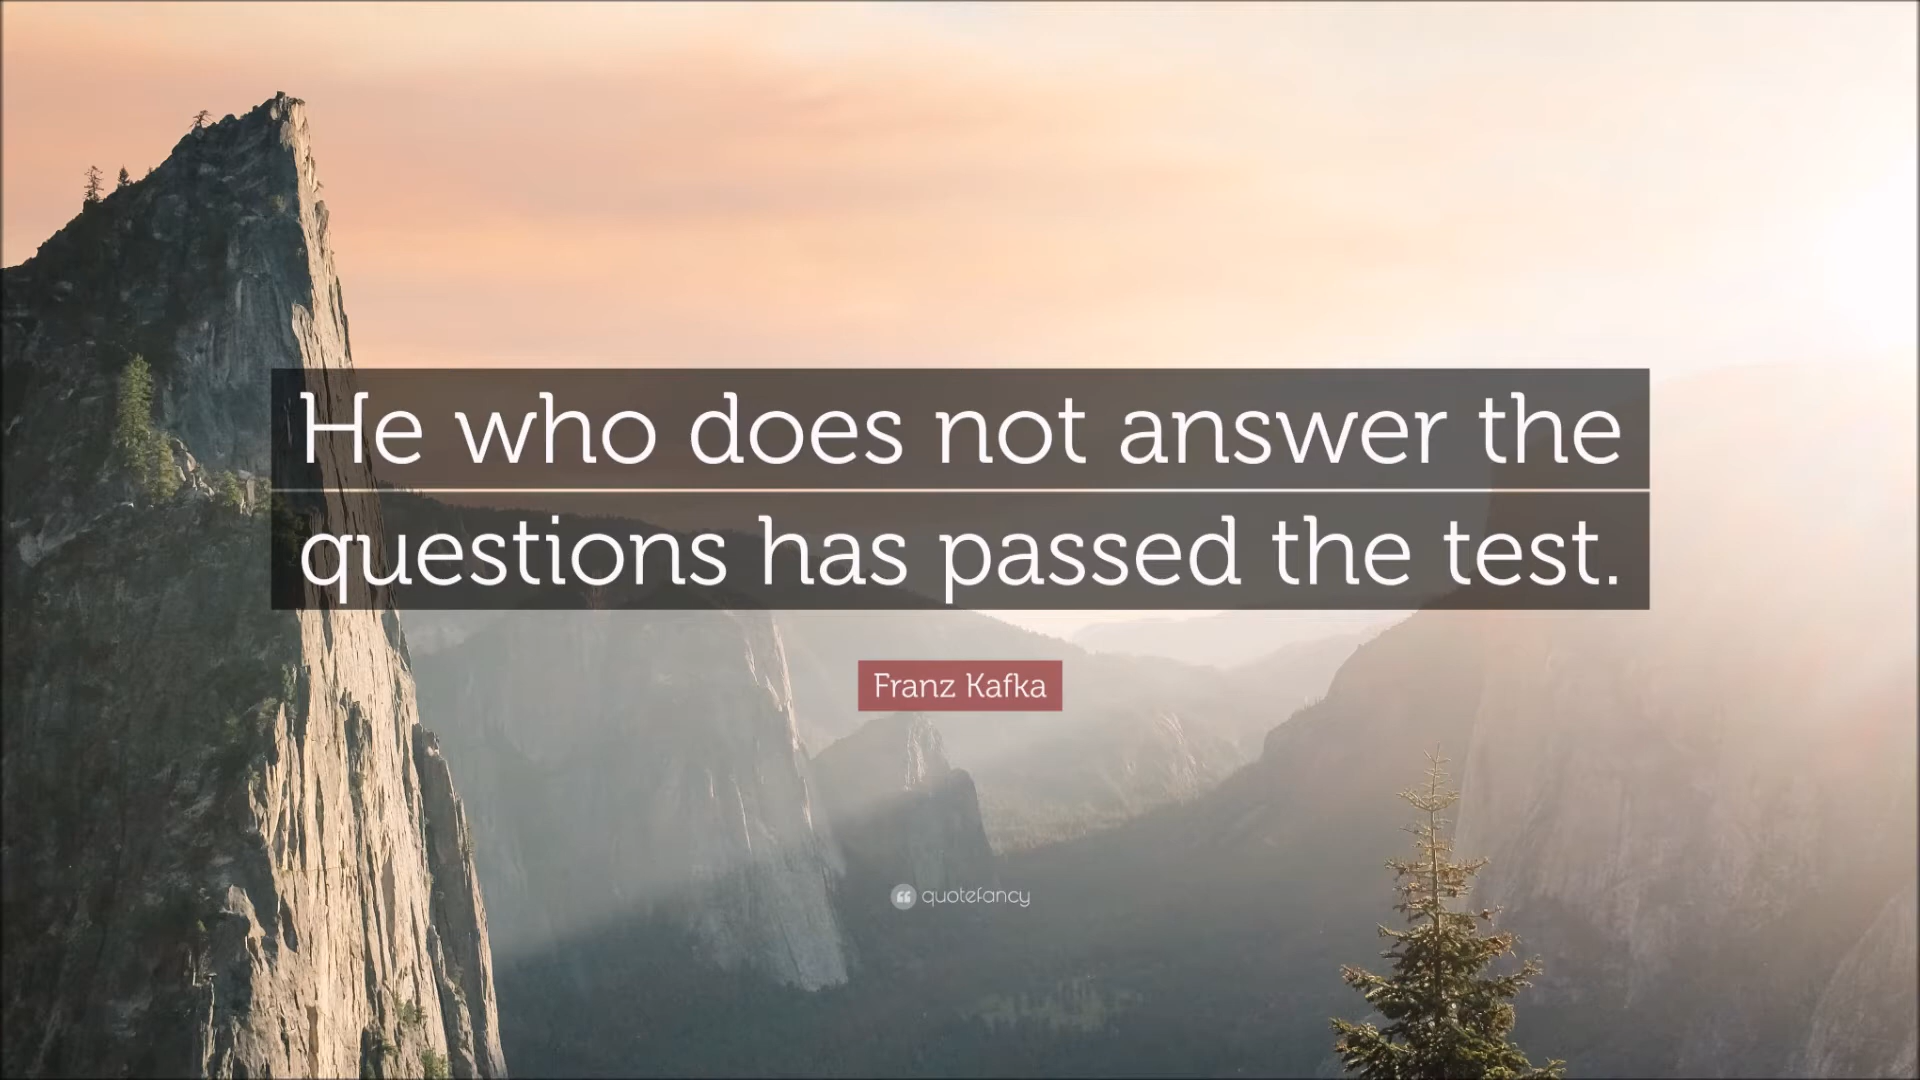 He who does not answer the
questions has passed the test.
Franz Kafka
quotefancy